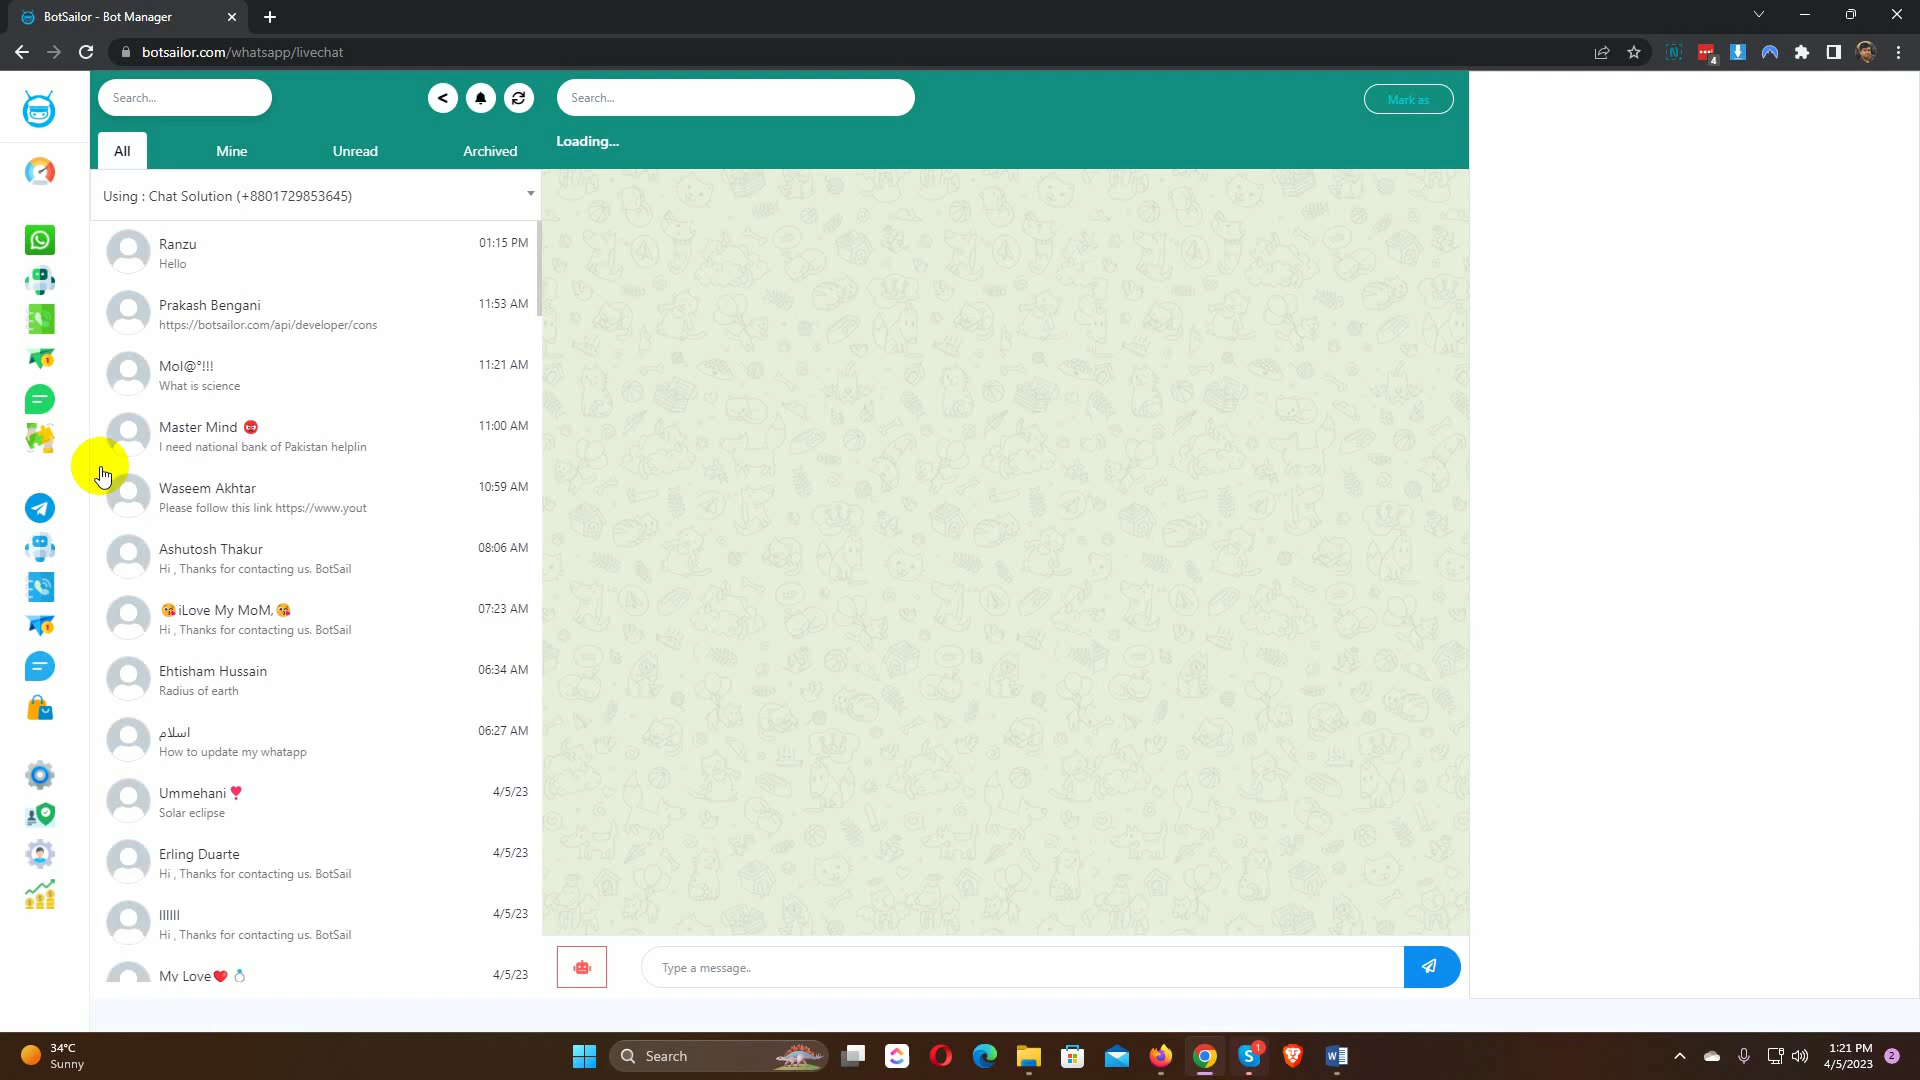 BotSailor - Bot Manager
botsailor.com/whatsapp/livechat
4
Search...
Search...
Mark as
All
Mine
Unread
Archived
Loading...
Using : Chat Solution (+8801729853645)
Ranzu
01:15 PM
Hello
Prakash Bengani
11:53 AM
https://botsailor.com/api/developer/cons
Mol@°!!!
11:21 AM
What is science
Master Mind
11:00 AM
I need national bank of Pakistan helplin
Waseem Akhtar
10:59 AM
Please follow this link https://www.yout
Ashutosh Thakur
08:06 AM
Hi , Thanks for contacting us. BotSail
😘iLove My MoM,😘
07:23 AM
Hi , Thanks for contacting us. BotSail
Ehtisham Hussain
06:34 AM
Radius of earth
اسلام
06:27 AM
How to update my whatapp
Ummehani
4/5/23
Solar eclipse
Erling Duarte
4/5/23
Hi , Thanks for contacting us. BotSail
4/5/23
Hi , Thanks for contacting us. BotSail
My Love❤️💍
4/5/23
Type a message..
34°C
Sunny
Search
1
1:21 PM
4/5/2023
2